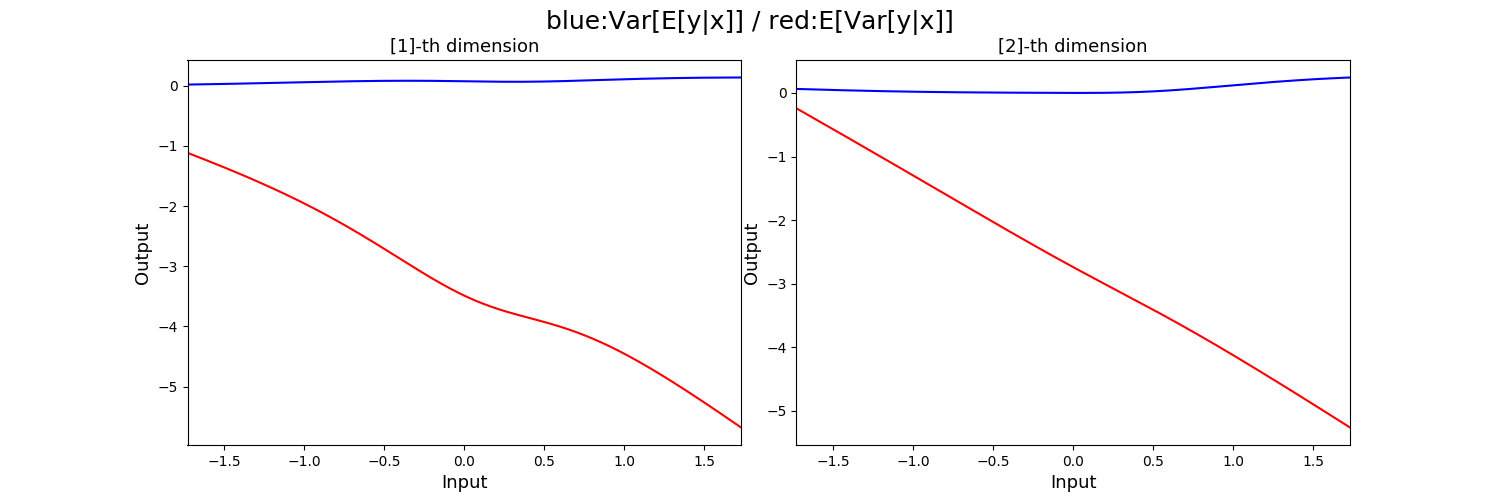 blue:Var[E[y|x]] / red:E[Var[y|x]]
[1]-th dimension
Output
0
−1
−2
−3
−4
−5
−1.5 −1.0 −0.5 0.0 0.5 1.0 1.5
Input
[2]-th dimension
Output
0
−1
−2
−3
−4
−5
−1.5 −1.0 −0.5 0.0 0.5 1.0 1.5
Input